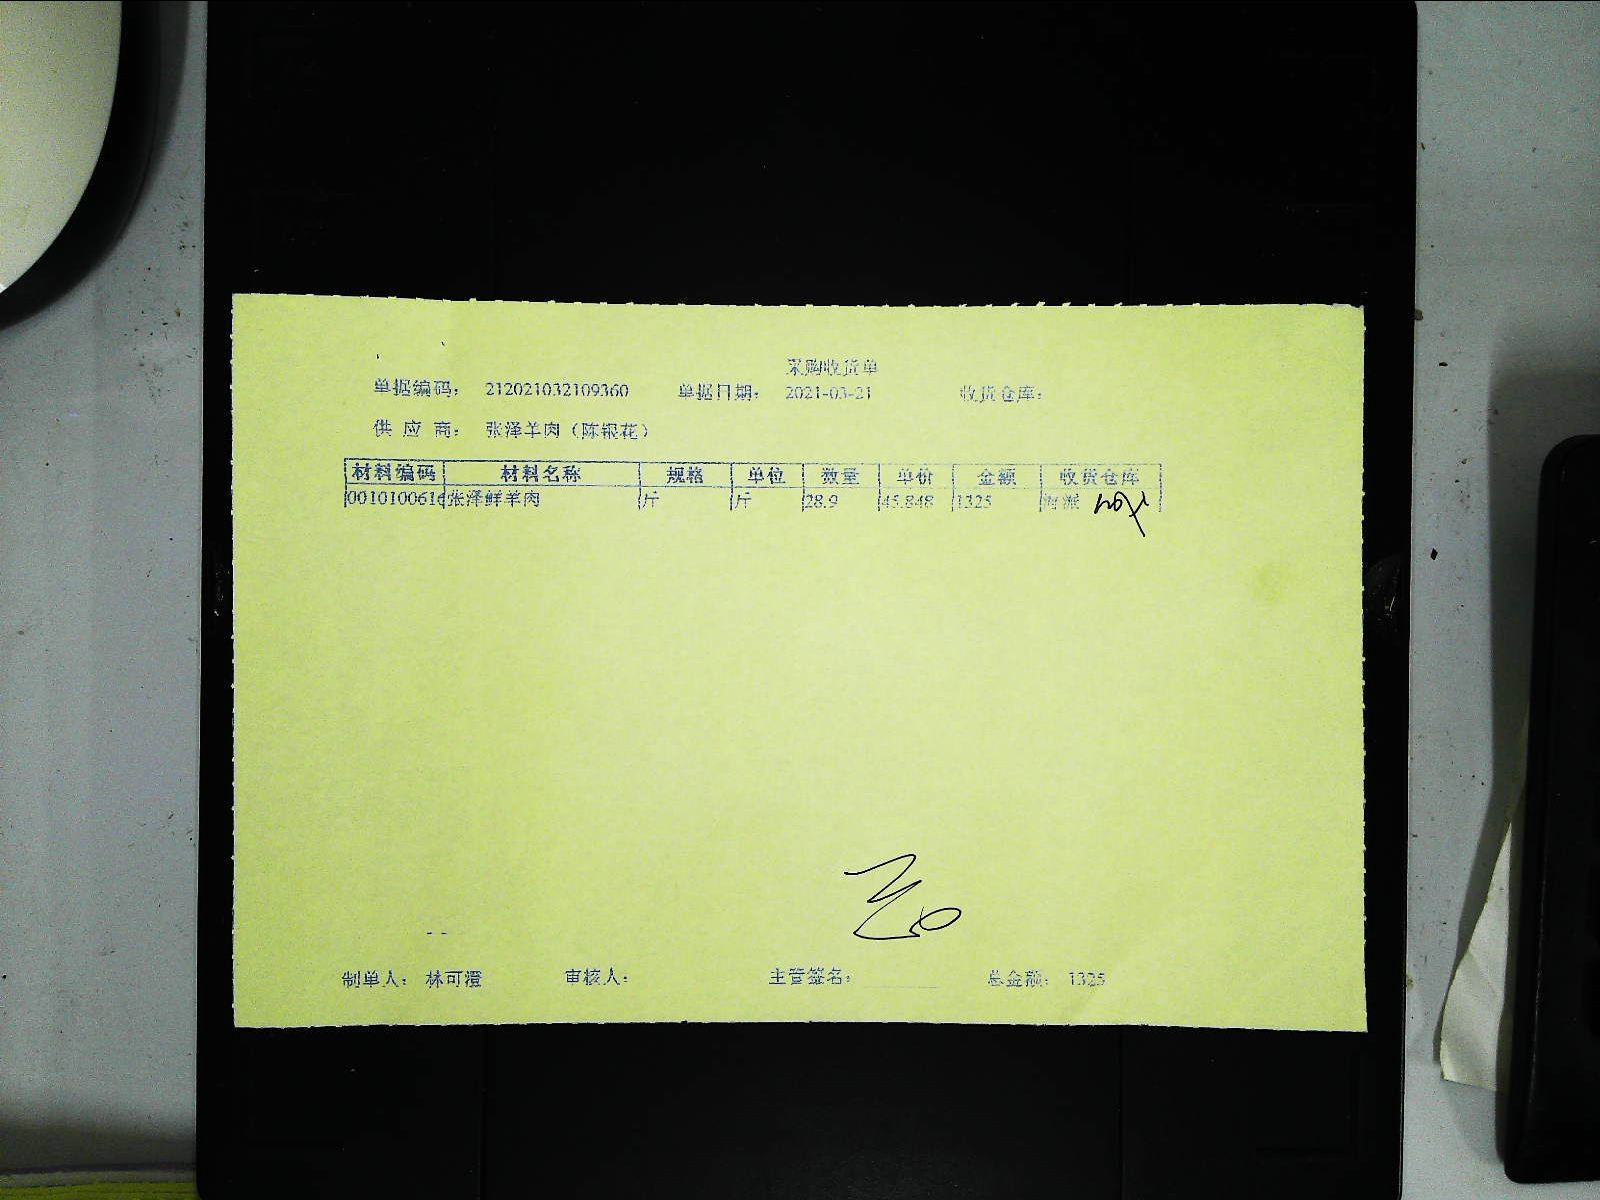 采购收货单
单据编码： 212021032109360 单据日期： 2021-03-21 收货仓库：
供 应 商： 张泽羊肉（陈银花）
材料编码 材料名称 规格 单位 数量 单价 金额 收货仓库
0010100616 张泽鲜羊肉 斤 斤 28.9 45.848 1325 海派
制单人： 林可澄 审核人： 主管签名： 总金额： 1325